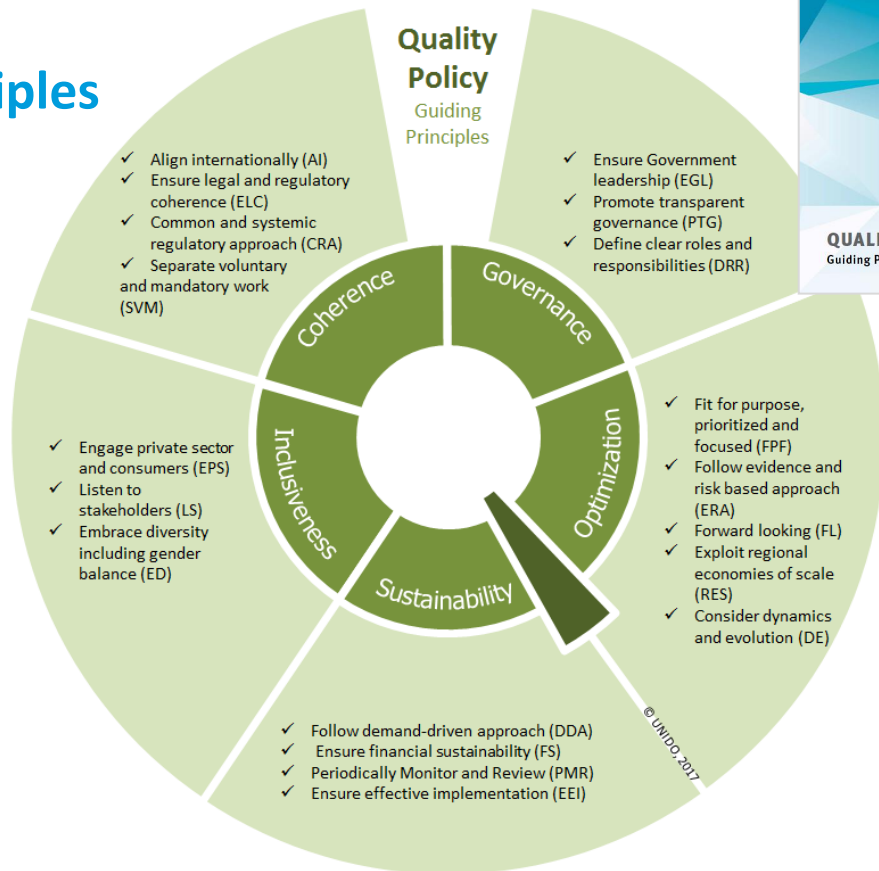 Quality
Policy
Guiding
Principles
✓ Align internationally (AI)
✓ Ensure legal and regulatory
coherence (ELC)
✓ Common and systemic
regulatory approach (CRA)
✓ Separate voluntary
and mandatory work
(SVM)
✓ Ensure Government
leadership (EGL)
✓ Promote transparent
governance (PTG)
✓ Define clear roles and
responsibilities (DRR)
Coherence
Governance
Inclusiveness
Optimization
Sustainability
✓ Engage private sector
and consumers (EPS)
✓ Listen to
stakeholders (LS)
✓ Embrace diversity
including gender
balance (ED)
✓ Fit for purpose,
prioritized and
focused (FPF)
✓ Follow evidence and
risk based approach
(ERA)
✓ Forward looking (FL)
✓ Exploit regional
economies of scale
(RES)
✓ Consider dynamics
and evolution (DE)
✓ Follow demand-driven approach (DDA)
✓ Ensure financial sustainability (FS)
✓ Periodically Monitor and Review (PMR)
✓ Ensure effective implementation (EEI)
© UNIDO, 2017
Guiding